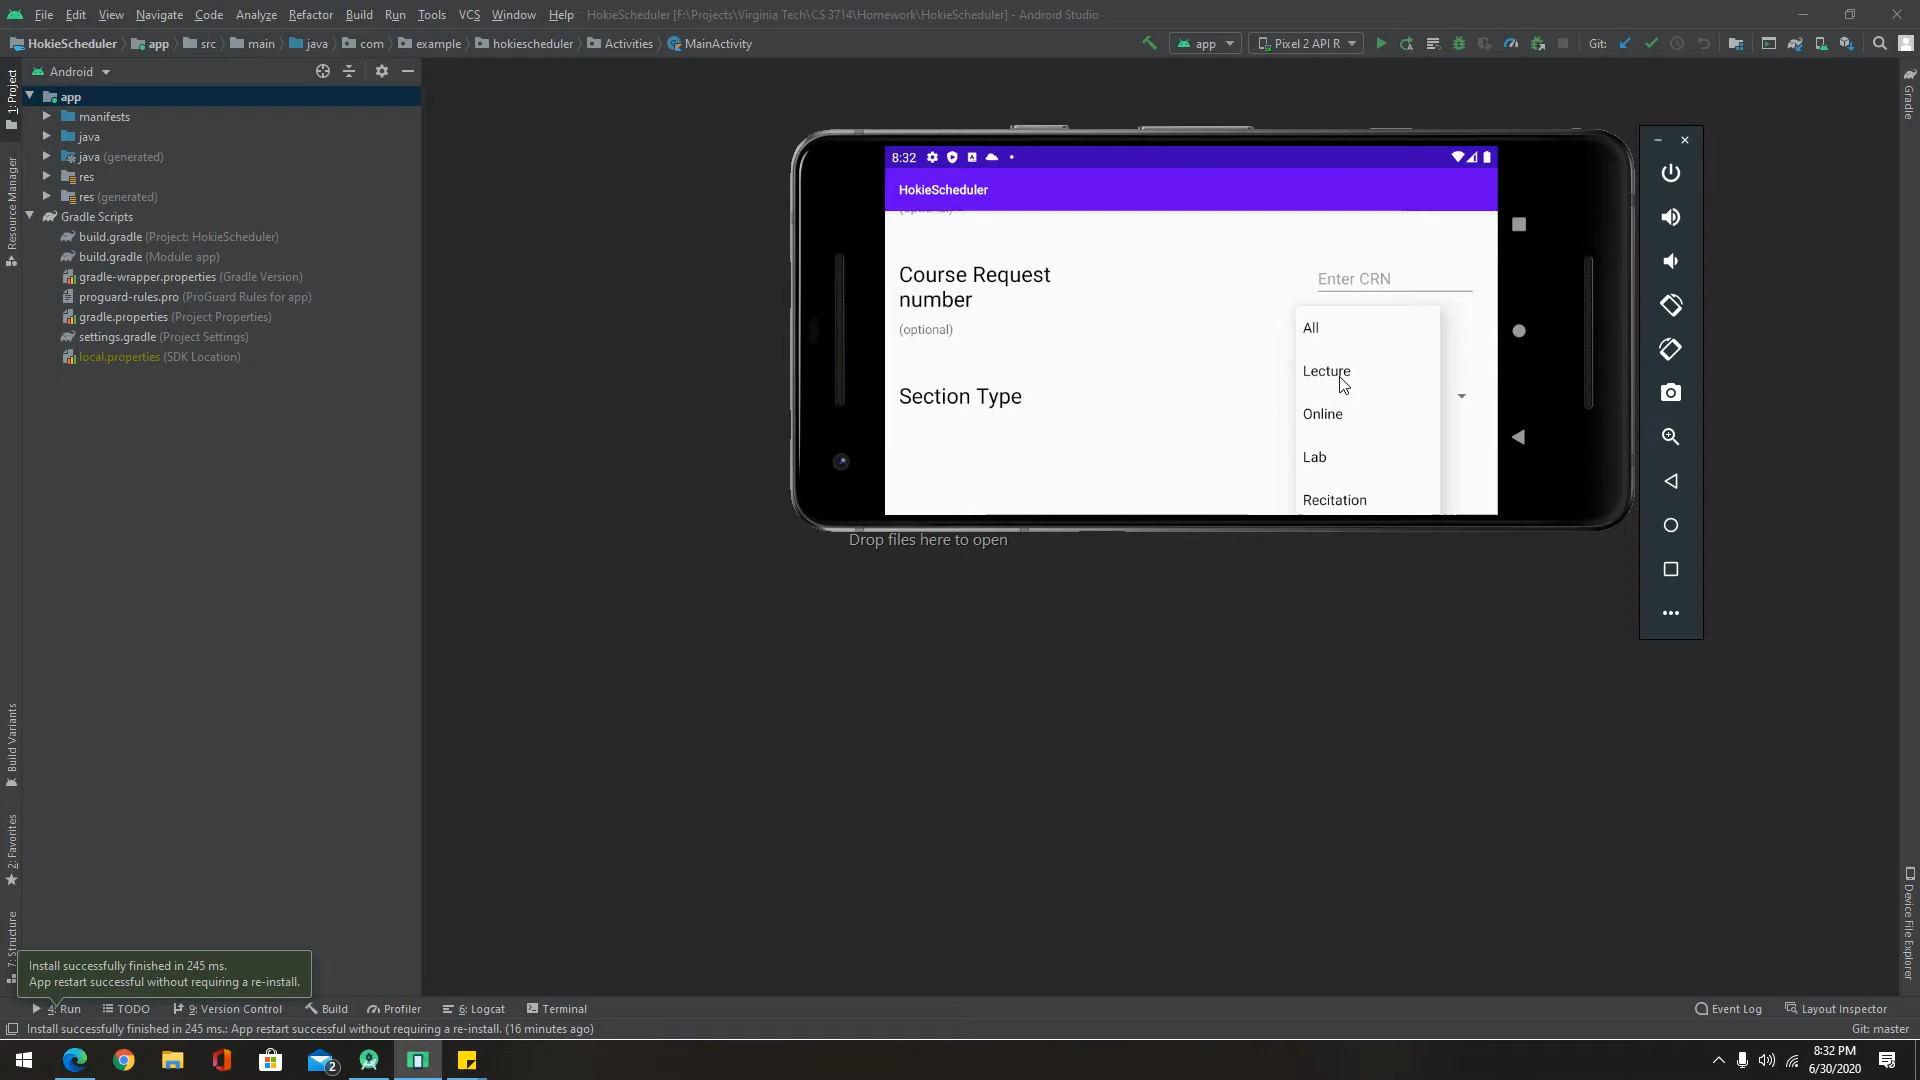 File Edit View Navigate Code Analyze Refactor Build Run Tools VCS Window Help HokieScheduler [F:\Projects\Virginia Tech\CS 3714\Homework\HokieScheduler] - Android Studio
HokieScheduler app src main java com example hokiescheduler Activities MainActivity app Pixel 2 API R Git:
Android
app
manifests
java
java (generated)
res
res (generated)
Gradle Scripts
build.gradle (Project: HokieScheduler)
build.gradle (Module: app)
gradle-wrapper.properties (Gradle Version)
proguard-rules.pro (ProGuard Rules for app)
gradle.properties (Project Properties)
settings.gradle (Project Settings)
local.properties (SDK Location)
1: Project
Resource Manager
Build Variants
2: Favorites
7: Structure
8:32
HokieScheduler
(optional)
Course Request
number
Enter CRN
(optional)
Section Type
All
Lecture
Online
Lab
Recitation
Drop files here to open
Gradle
Device File Explorer
Install successfully finished in 245 ms.
App restart successful without requiring a re-install.
4: Run TODO 9: Version Control Build Profiler 6: Logcat Terminal Event Log Layout Inspector
Install successfully finished in 245 ms.: App restart successful without requiring a re-install. (16 minutes ago) Git: master
2
8:32 PM
6/30/2020